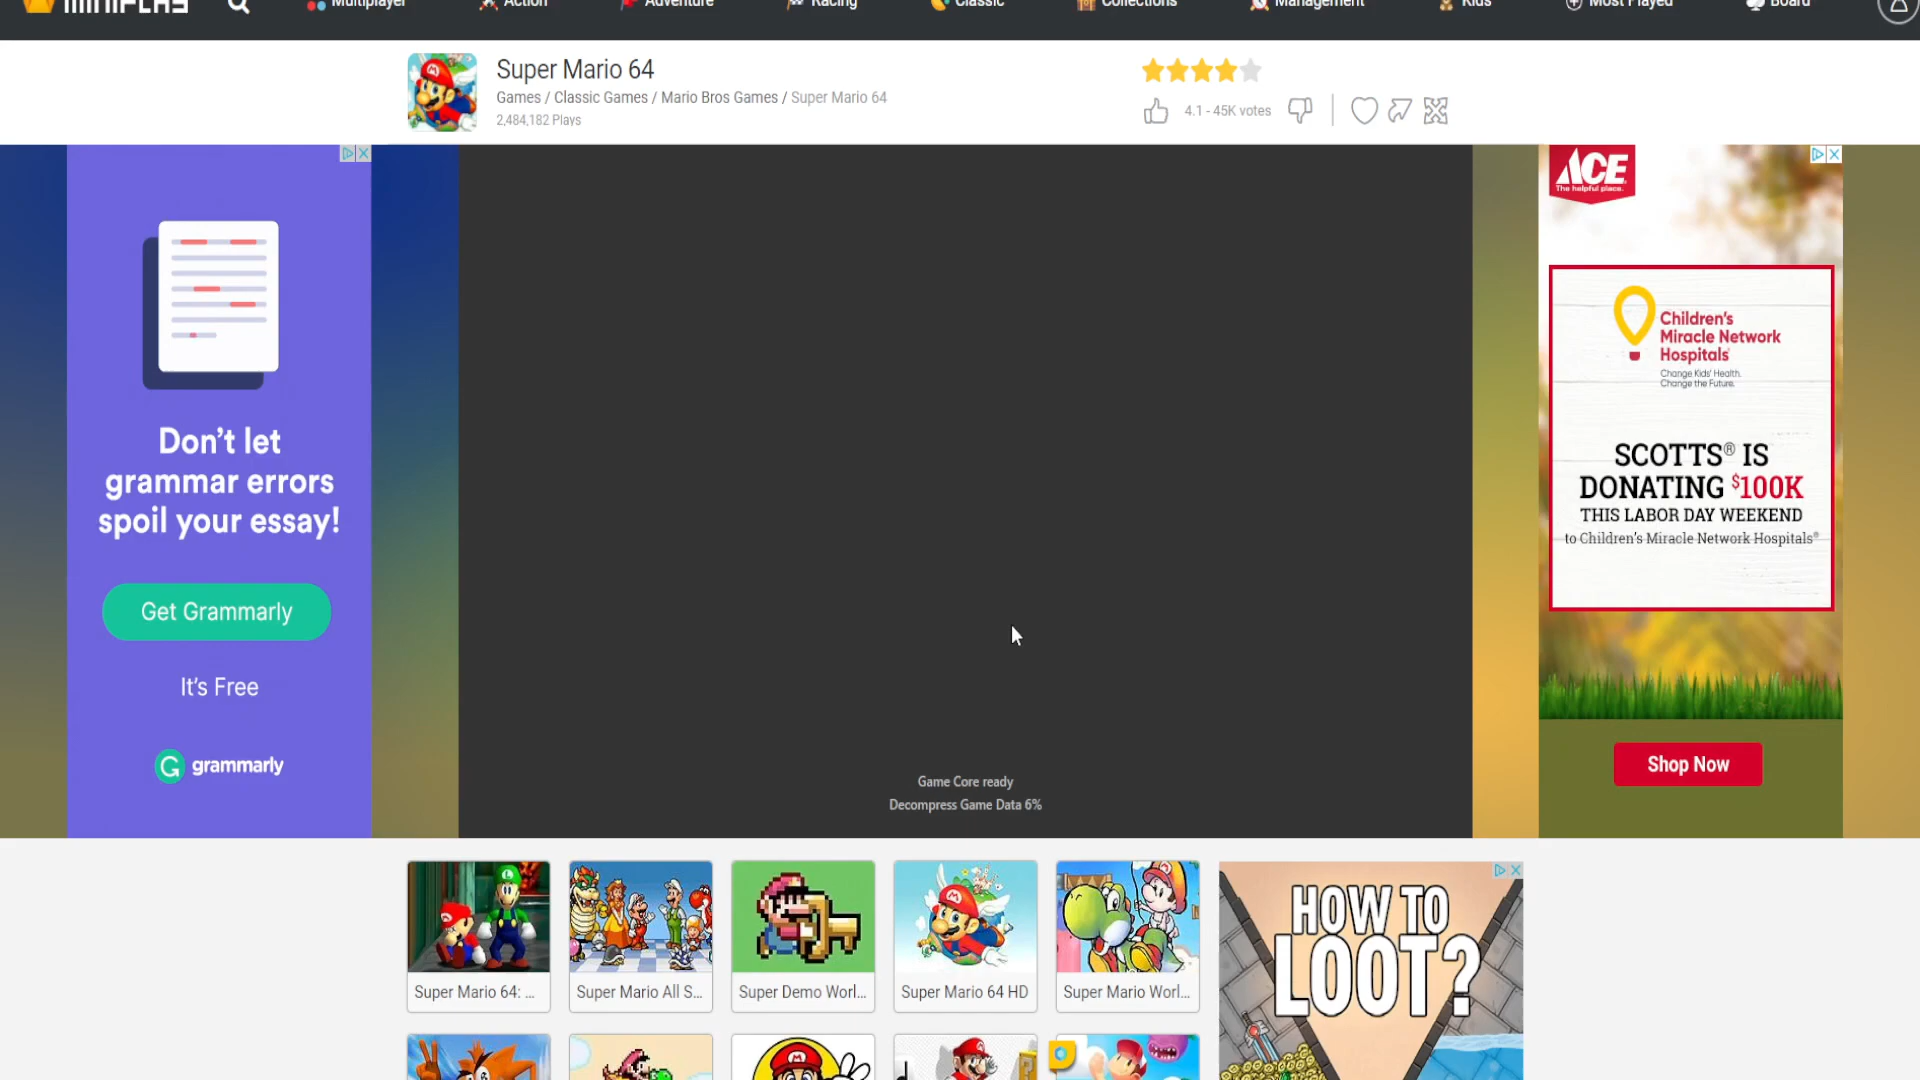 MINIPLAY
Multiplayer
Action
Adventure
Racing
Classic
Collections
Management
Kids
Most Played
Board
Super Mario 64
Games / Classic Games / Mario Bros Games / Super Mario 64
2,484,182 Plays
4.1 - 45K votes
Don't let
grammar errors
spoil your essay!
Get Grammarly
It's Free
G grammarly
ACE
The helpful place.
Children's
Miracle Network
Hospitals
Change Kids' Health.
Change the Future.
SCOTTS® IS
DONATING $100K
THIS LABOR DAY WEEKEND
to Children's Miracle Network Hospitals®
Shop Now
Game Core ready
Decompress Game Data 6%
Super Mario 64: ...
Super Mario All S...
Super Demo Worl...
Super Mario 64 HD
Super Mario Worl...
HOW TO
LOOT?